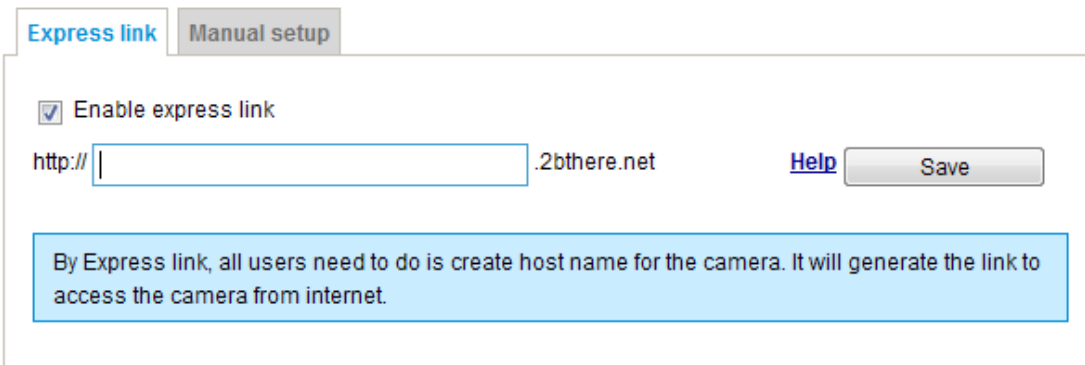 Express link Manual setup
Enable express link
http:// .2bthere.net Help Save
By Express link, all users need to do is create host name for the camera. It will generate the link to
access the camera from internet.